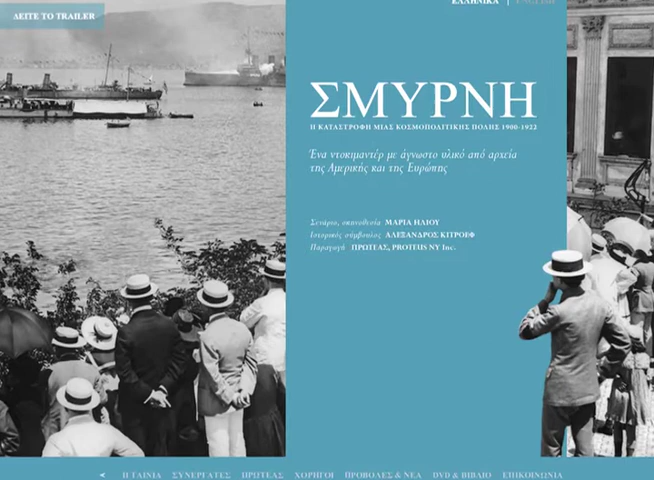 ΔΕΙΤΕ ΤΟ TRAILER
ΕΛΛΗΝΙΚΑ |
ΣΜΥΡΝΗ
Η ΚΑΤΑΣΤΡΟΦΗ ΜΙΑΣ ΚΟΣΜΟΠΟΛΙΤΙΚΗΣ ΠΟΛΗΣ 1900-1922
Ένα ντοκιμαντέρ με άγνωστο υλικό από αρχεία
της Αμερικής και της Ευρώπης
Σενάριο, σκηνοθεσία ΜΑΡΙΑ ΗΛΙΟΥ
Ιστορικός σύμβουλος ΑΛΕΞΑΝΔΡΟΣ ΚΙΤΡΟΕΦ
Παραγωγή ΠΡΩΤΕΑΣ, PROTEUS NY Inc.
< Η ΤΑΙΝΙΑ ΣΥΝΕΡΓΑΤΕΣ ΠΡΩΤΕΑΣ ΧΟΡΗΓΟΙ ΠΡΟΒΟΛΕΣ & ΝΕΑ DVD & ΒΙΒΛΙΟ ΕΠΙΚΟΙΝΩΝΙΑ